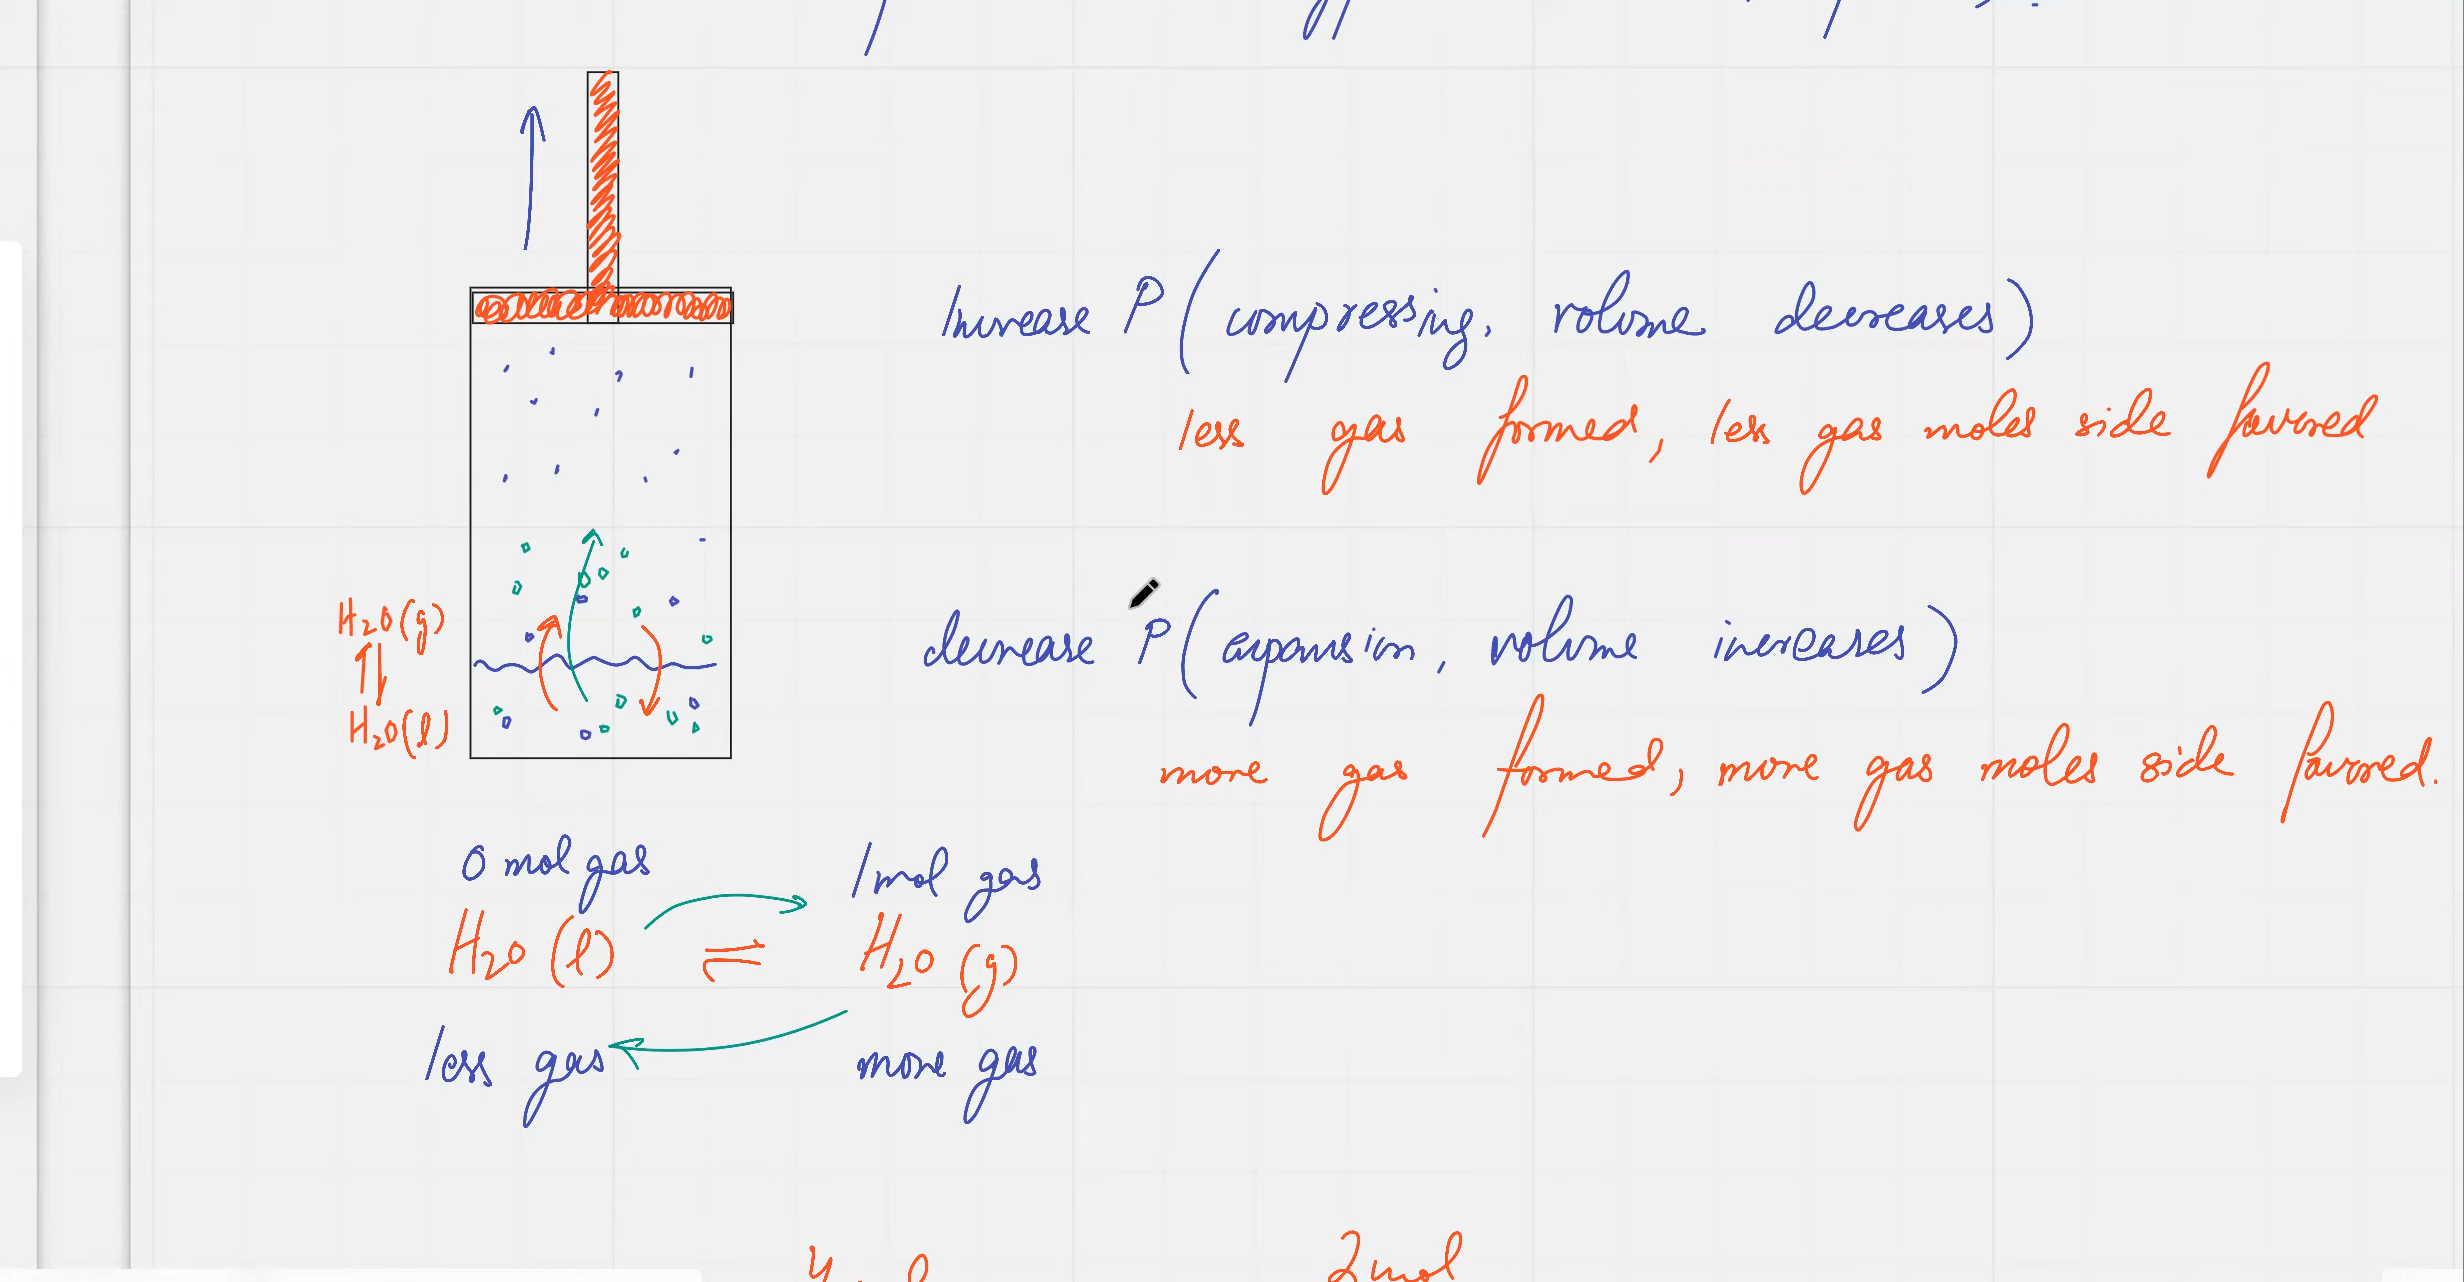 Increase P (compressing, volume decreases)
less gas formed, less gas moles side favored
H₂O(g)
⇅
H₂O(l)
decrease P (expansion, volume increases)
more gas formed, more gas moles side favored.
0 mol gas 1 mol gas
H₂O (l) ⇌ H₂O (g)
less gas more gas
2 mol